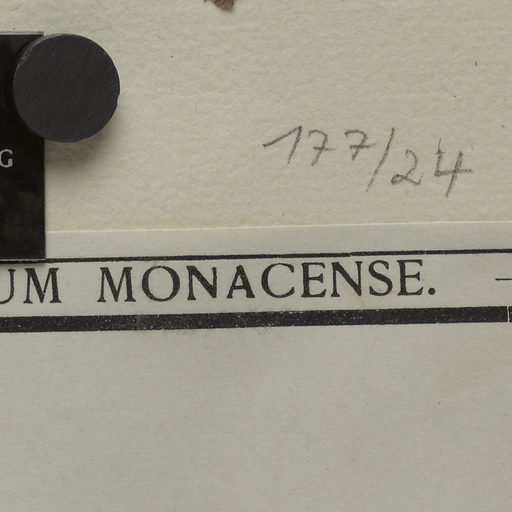 G
177/24
UM MONACENSE. –